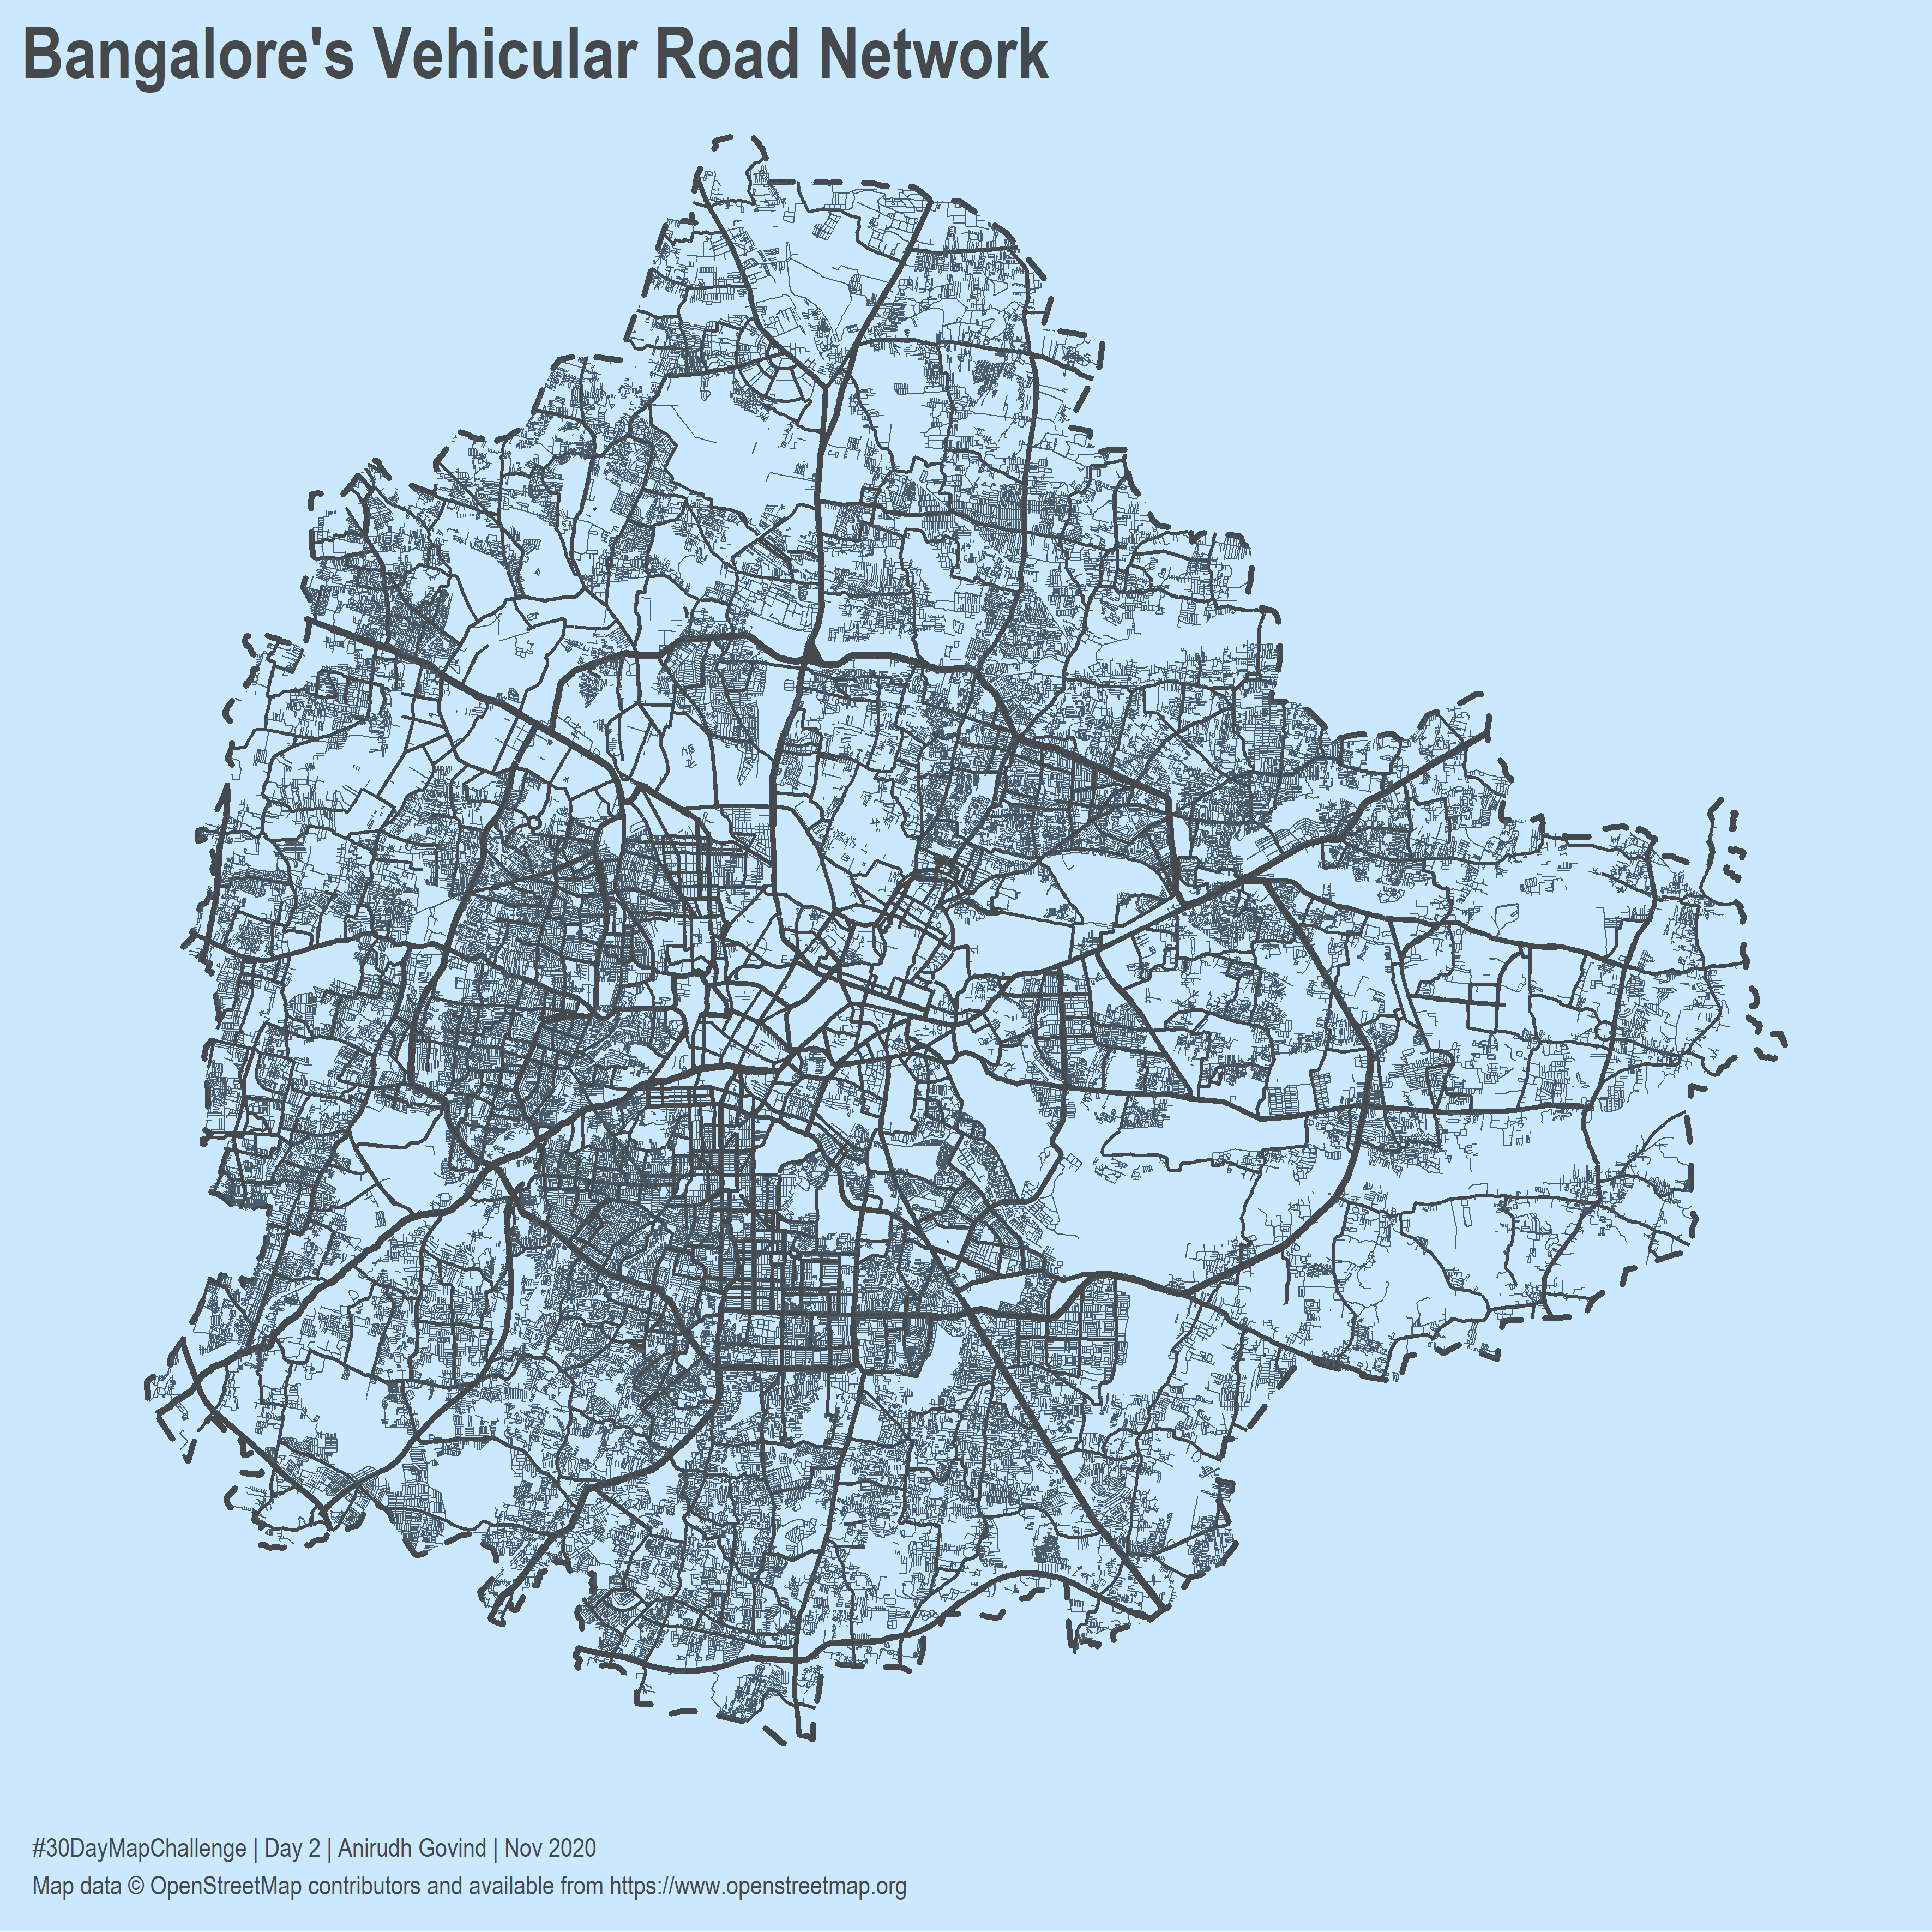 Bangalore's Vehicular Road Network
#30DayMapChallenge | Day 2 | Anirudh Govind | Nov 2020
Map data © OpenStreetMap contributors and available from https://www.openstreetmap.org